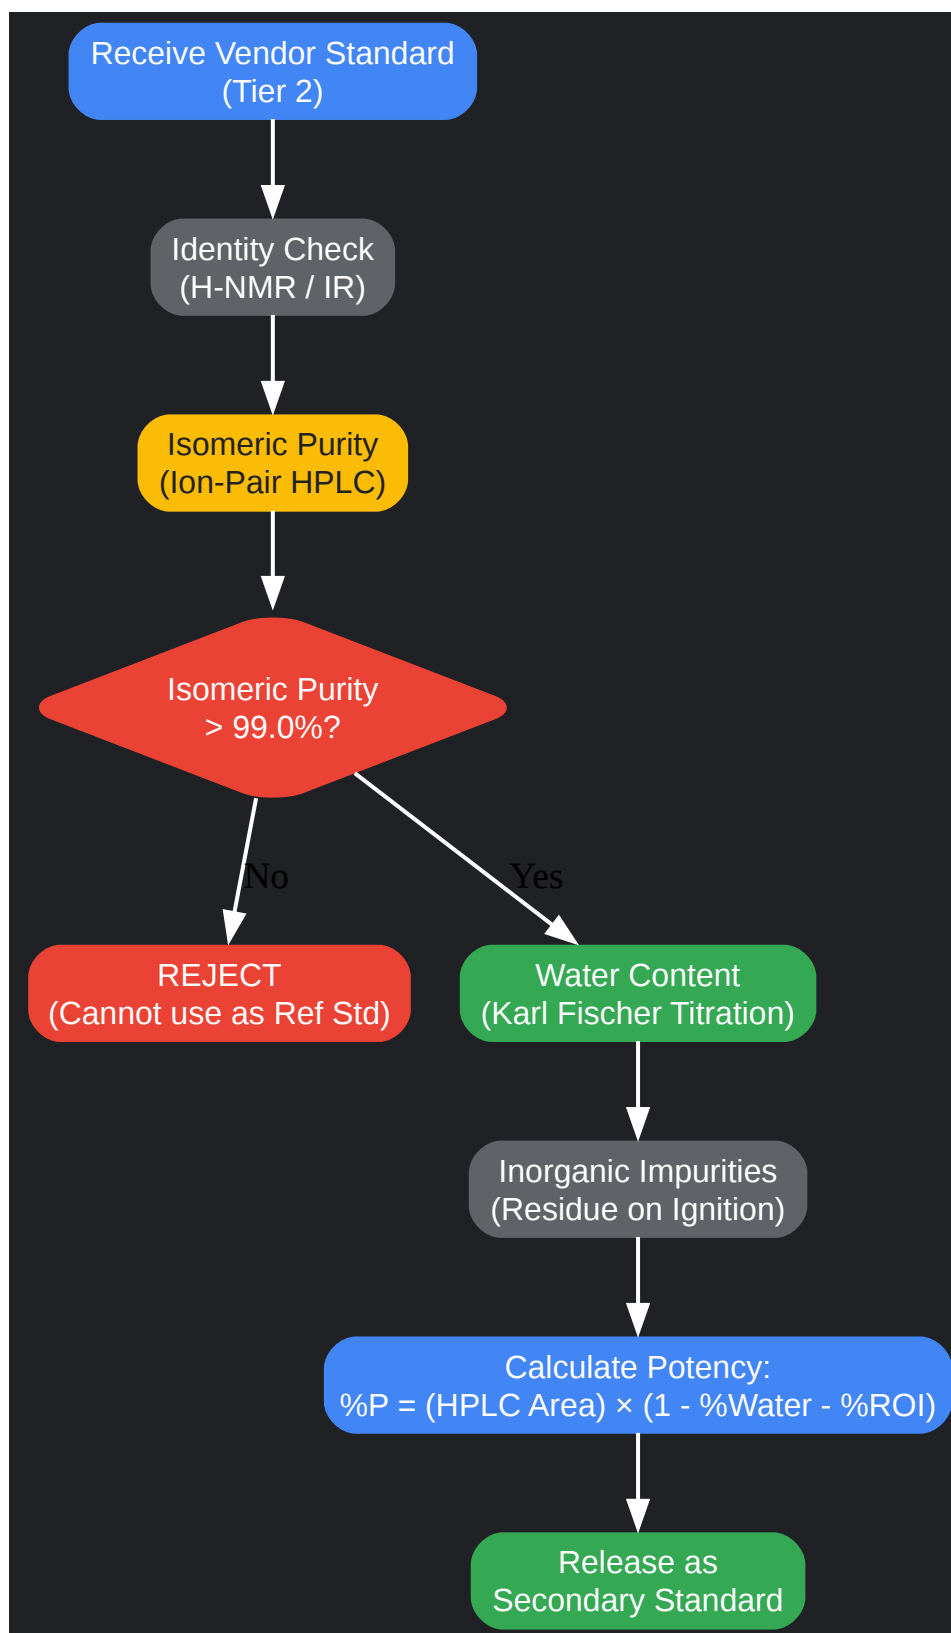 Receive Vendor Standard
(Tier 2)
Identity Check
(H-NMR / IR)
Isomeric Purity
(Ion-Pair HPLC)
Isomeric Purity
> 99.0%?
No
Yes
REJECT
(Cannot use as Ref Std)
Water Content
(Karl Fischer Titration)
Inorganic Impurities
(Residue on Ignition)
Calculate Potency:
%P = (HPLC Area) × (1 - %Water - %ROI)
Release as
Secondary Standard